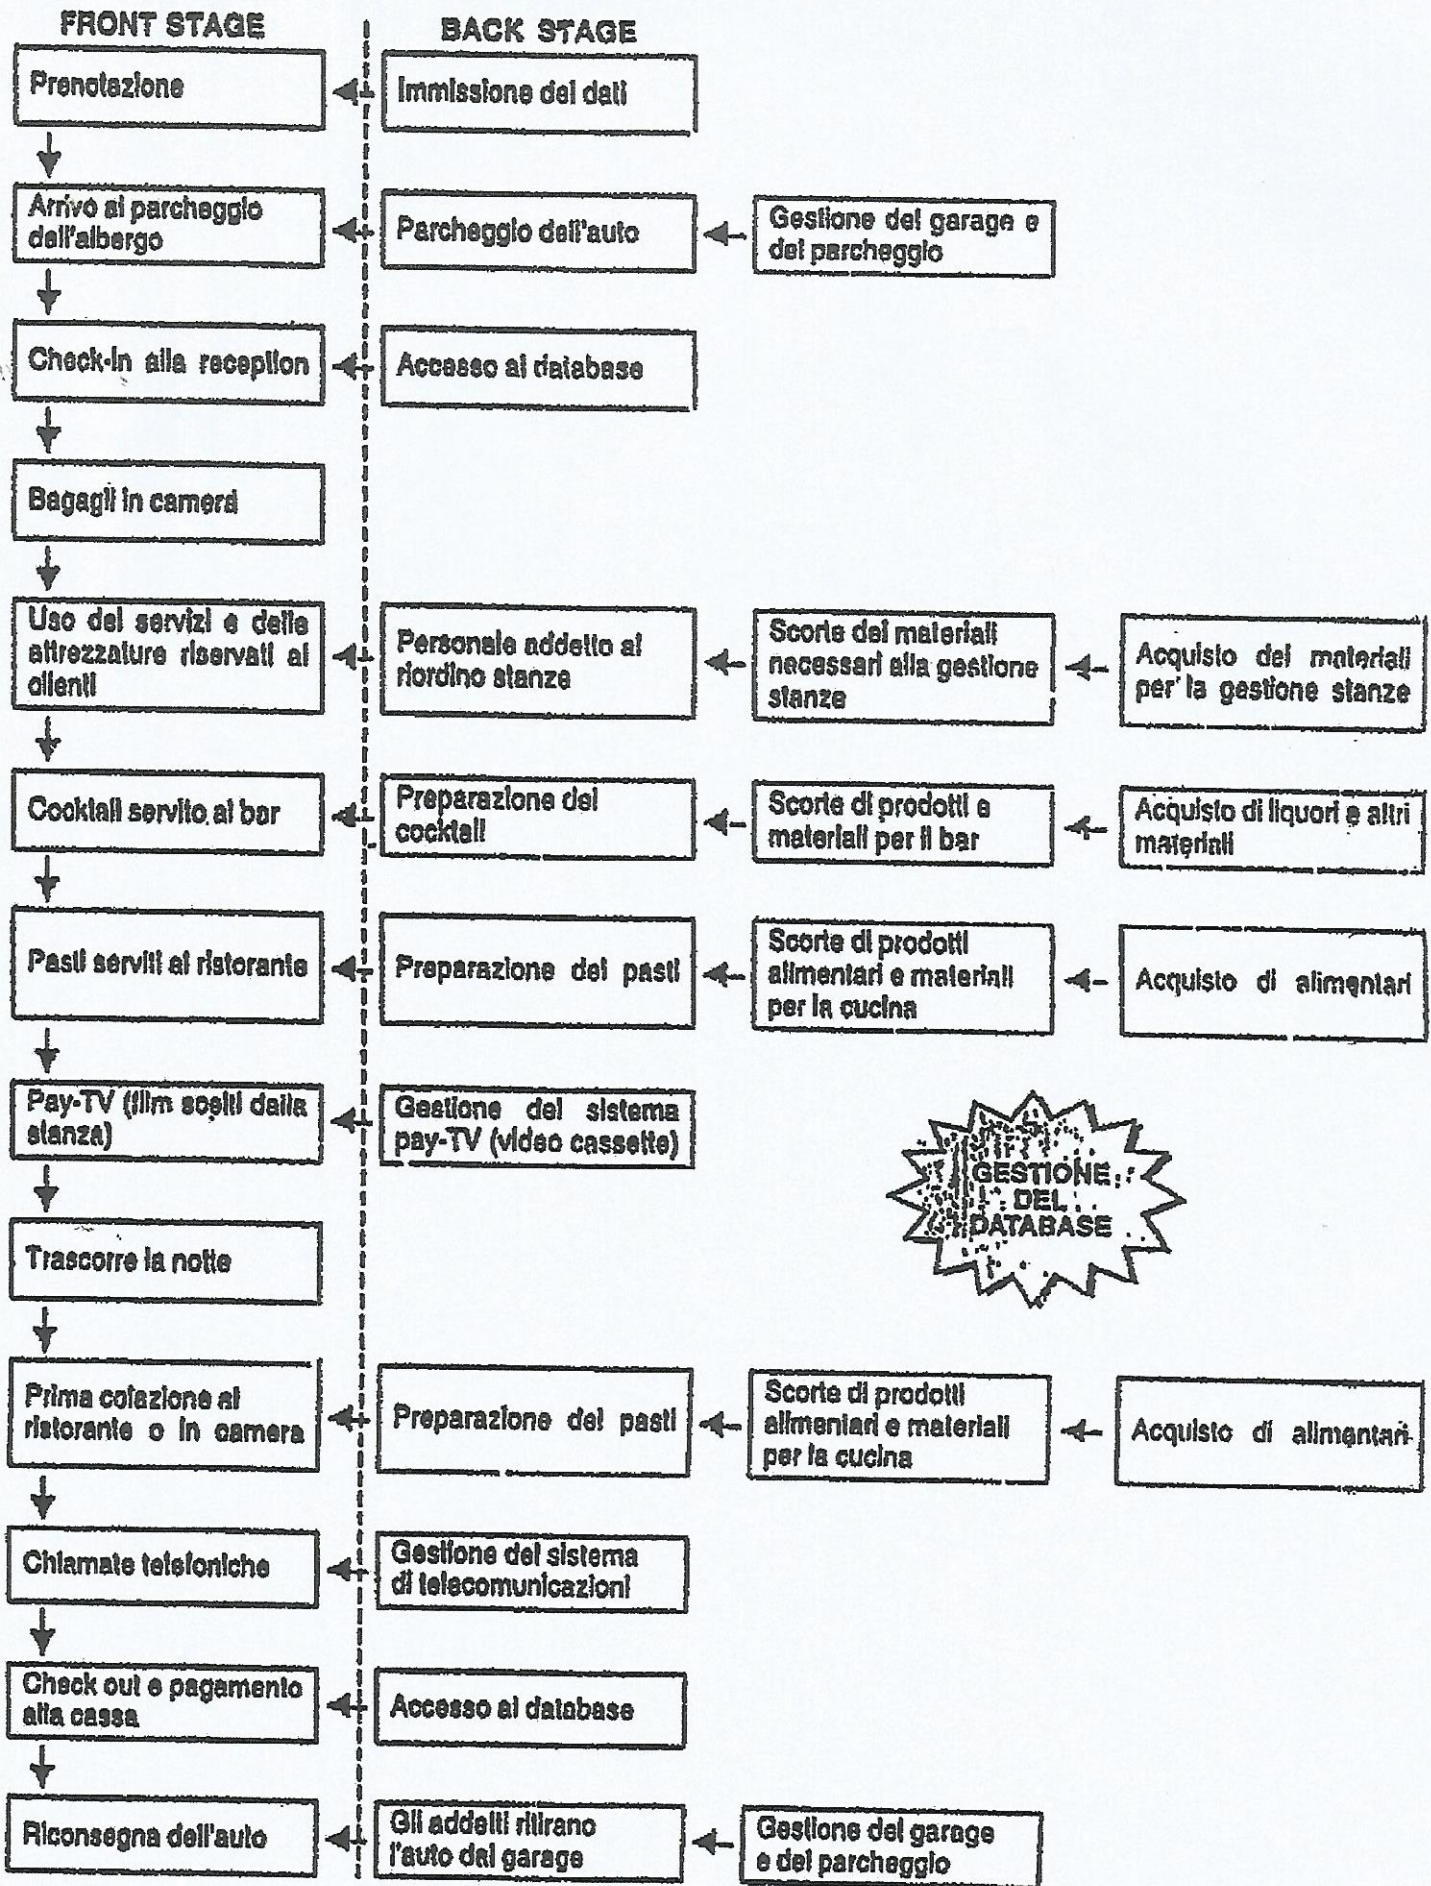 FRONT STAGE
BACK STAGE
Prenotazione
Immissione dei dati
Arrivo al parcheggio
dell'albergo
Parcheggio dell'auto
Gestione del garage e
del parcheggio
Check-in alla reception
Accesso al database
Bagagli in camera
Uso dei servizi e delle
attrezzature riservati ai
clienti
Personale addetto al
riordino stanze
Scorte dei materiali
necessari alla gestione
stanze
Acquisto dei materiali
per la gestione stanze
Cocktail servito al bar
Preparazione dei
cocktail
Scorte di prodotti e
materiali per il bar
Acquisto di liquori e altri
materiali
Pasti serviti al ristorante
Preparazione dei pasti
Scorte di prodotti
alimentari e materiali
per la cucina
Acquisto di alimentari
Pay-TV (film scelti dalla
stanza)
Gestione del sistema
pay-TV (video cassette)
GESTIONE
DEL
DATABASE
Trascorre la notte
Prima colazione al
ristorante o in camera
Preparazione dei pasti
Scorte di prodotti
alimentari e materiali
per la cucina
Acquisto di alimentari
Chiamate telefoniche
Gestione del sistema
di telecomunicazioni
Check out e pagamento
alla cassa
Accesso al database
Riconsegna dell'auto
Gli addetti ritirano
l'auto dal garage
Gestione del garage
e del parcheggio